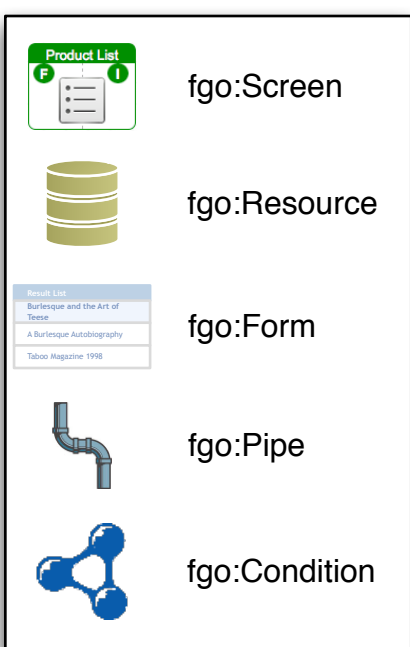 Product List
F I
fgo:Screen
fgo:Resource
Result List
Burlesque and the Art of
Teese
A Burlesque Autobiography
Taboo Magazine 1998
fgo:Form
fgo:Pipe
fgo:Condition